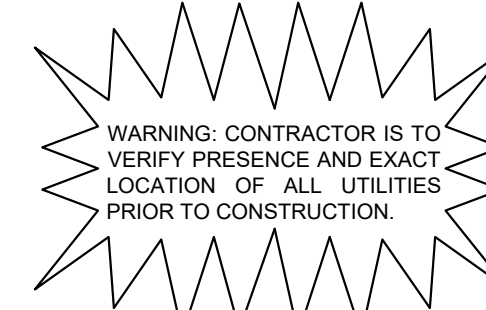 WARNING: CONTRACTOR IS TO
VERIFY PRESENCE AND EXACT
LOCATION OF ALL UTILITIES
PRIOR TO CONSTRUCTION.